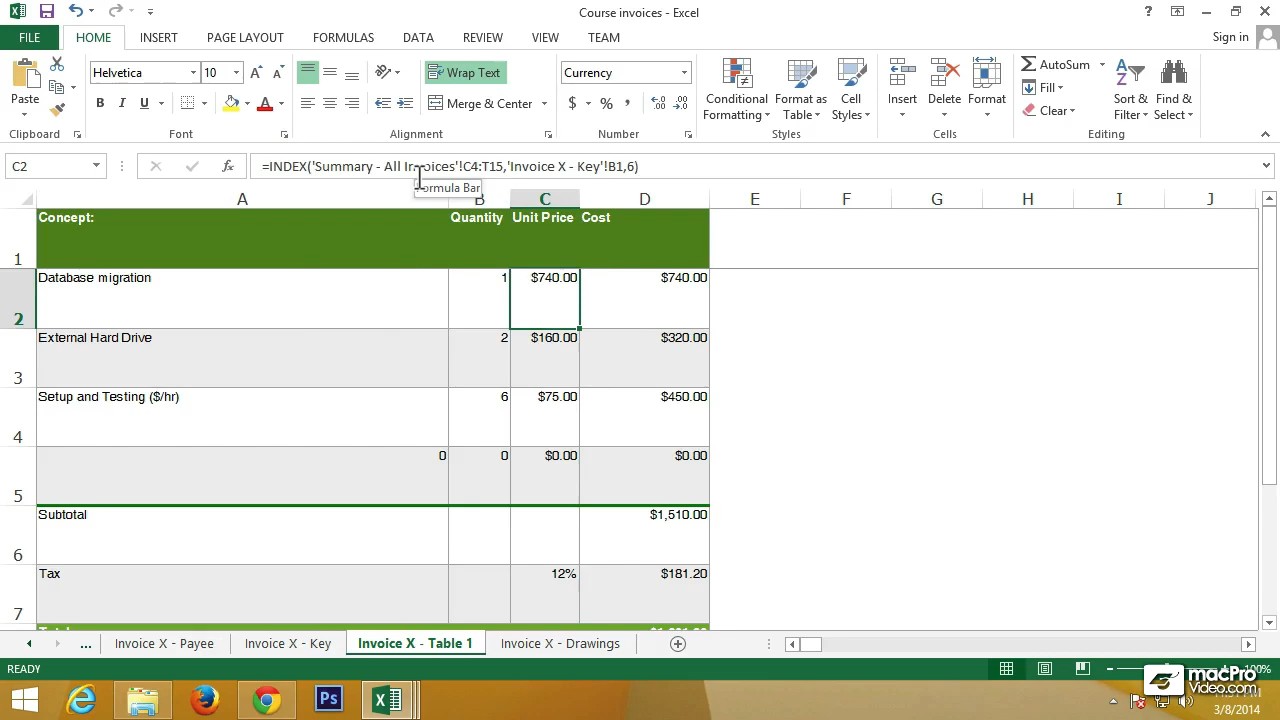 Course invoices - Excel
?
FILE HOME INSERT PAGE LAYOUT FORMULAS DATA REVIEW VIEW TEAM Sign in
Paste
Helvetica 10
B I U A
Wrap Text
Merge & Center
Currency
$ % ,
Conditional Formatting
Format as Table
Cell Styles
Insert Delete Format
AutoSum
Fill
Clear
Sort & Filter
Find & Select
Clipboard Font Alignment Number Styles Cells Editing
C2 fx =INDEX('Summary - All Invoices'!C4:T15,'Invoice X - Key'!B1,6)
Formula Bar
A B C D E F G H I J
1 Concept: Quantity Unit Price Cost
2 Database migration 1 $740.00 $740.00
3 External Hard Drive 2 $160.00 $320.00
4 Setup and Testing ($/hr) 6 $75.00 $450.00
5 0 0 $0.00 $0.00
6 Subtotal $1,510.00
7 Tax 12% $181.20
... Invoice X - Payee Invoice X - Key Invoice X - Table 1 Invoice X - Drawings
READY 100%
Ps
macPro
Video.com
3/8/2014